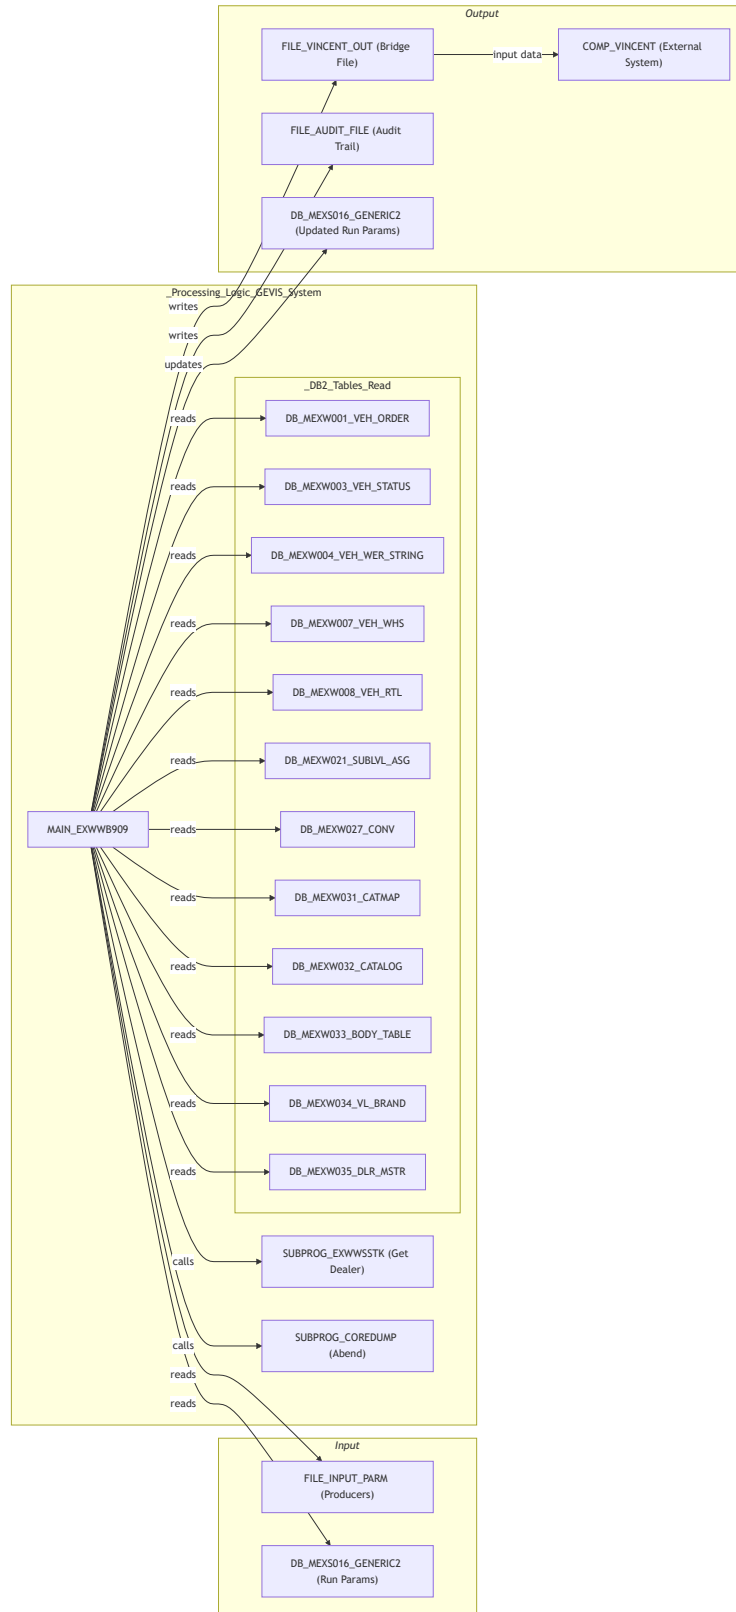 Output
FILE_VINCENT_OUT (Bridge
File)
input data
COMP_VINCENT (External
System)
FILE_AUDIT_FILE (Audit
Trail)
DB_MEXS016_GENERIC2
(Updated Run Params)
_Processing_Logic_GEVIS_System
writes
writes
updates
_DB2_Tables_Read
reads
DB_MEXW001_VEH_ORDER
reads
DB_MEXW003_VEH_STATUS
reads
DB_MEXW004_VEH_WER_STRING
reads
DB_MEXW007_VEH_WHS
reads
DB_MEXW008_VEH_RTL
reads
DB_MEXW021_SUBLVL_ASG
MAIN_EXWWB909
reads
DB_MEXW027_CONV
reads
DB_MEXW031_CATMAP
reads
DB_MEXW032_CATALOG
reads
DB_MEXW033_BODY_TABLE
reads
DB_MEXW034_VL_BRAND
reads
DB_MEXW035_DLR_MSTR
calls
SUBPROG_EXWWSSTK (Get
Dealer)
calls
SUBPROG_COREDUMP
(Abend)
reads
reads
Input
FILE_INPUT_PARM
(Producers)
DB_MEXS016_GENERIC2
(Run Params)